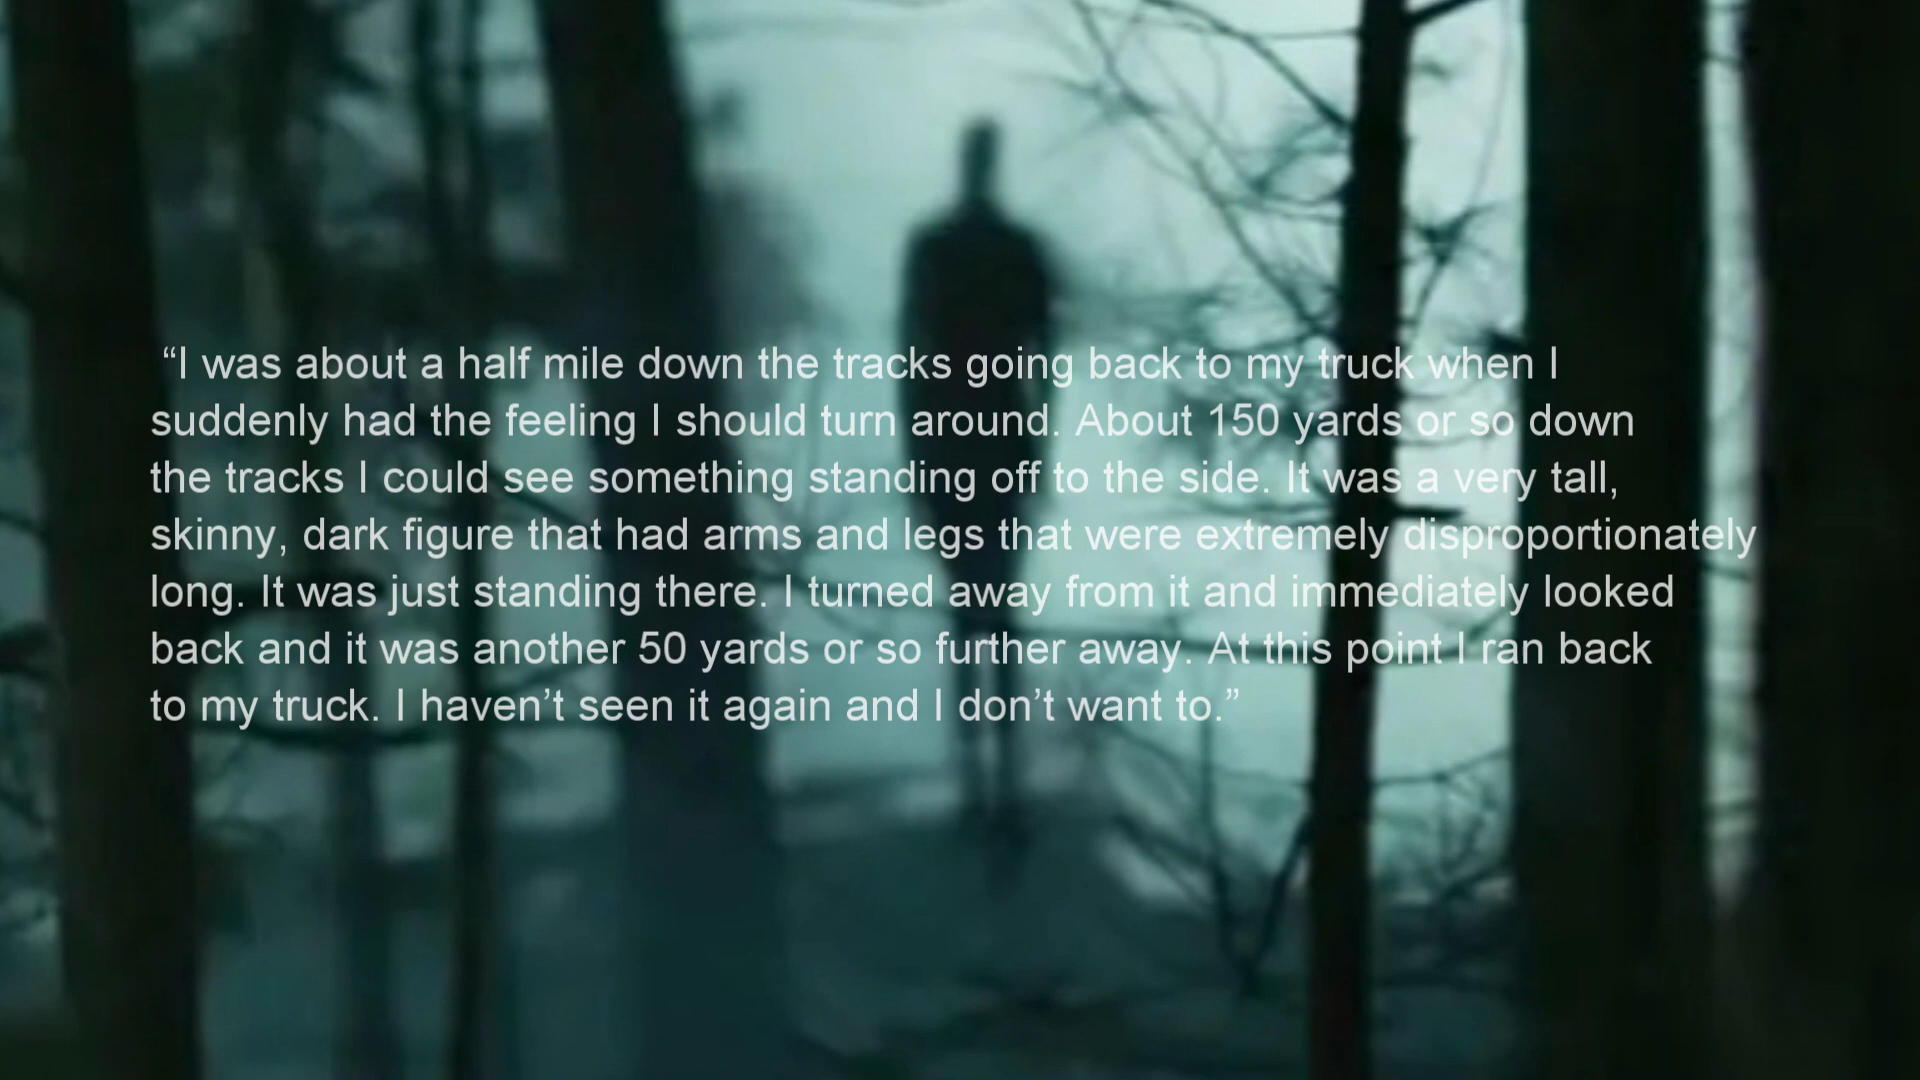 “I was about a half mile down the tracks going back to my truck when I
suddenly had the feeling I should turn around. About 150 yards or so down
the tracks I could see something standing off to the side. It was a very tall,
skinny, dark figure that had arms and legs that were extremely disproportionately
long. It was just standing there. I turned away from it and immediately looked
back and it was another 50 yards or so further away. At this point I ran back
to my truck. I haven’t seen it again and I don’t want to.”